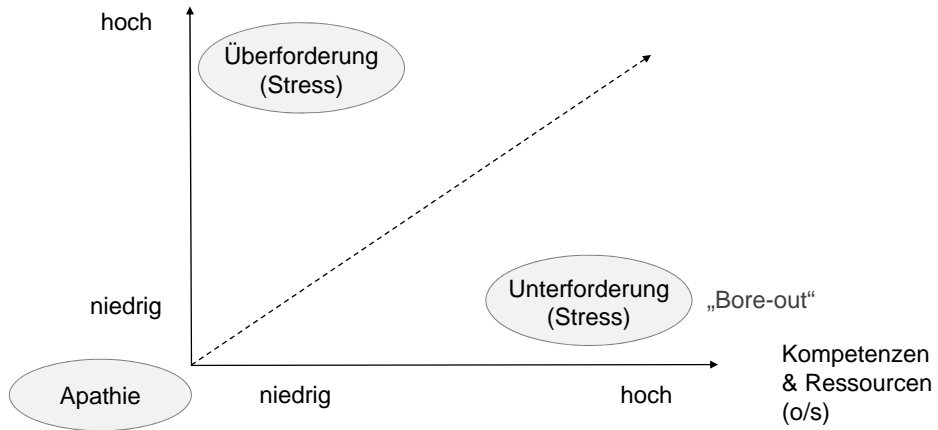 hoch
Überforderung
(Stress)
niedrig
Unterforderung
(Stress)
„Bore-out“
Apathie
niedrig
hoch
Kompetenzen
& Ressourcen
(o/s)